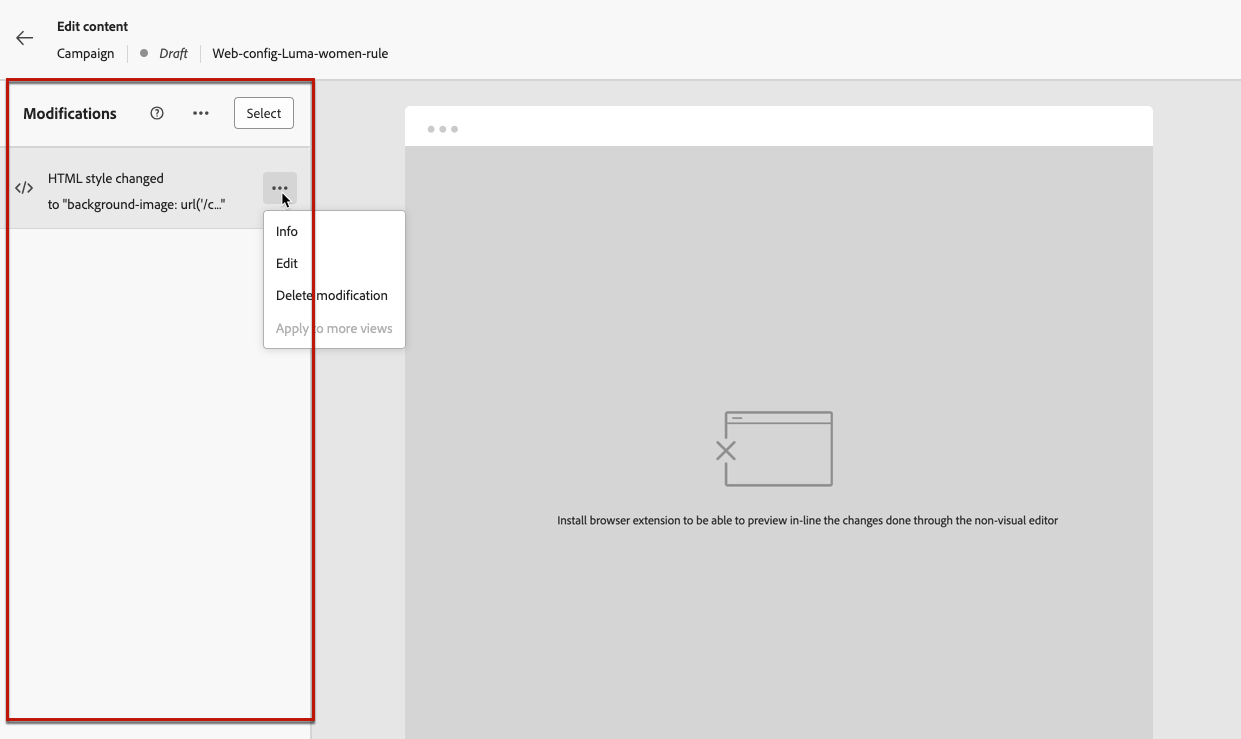 Edit content
Campaign Draft Web-config-Luma-women-rule
Modifications Select
HTML style changed
to "background-image: url('/c..."
Info
Edit
Delete modification
Apply to more views
Install browser extension to be able to preview in-line the changes done through the non-visual editor